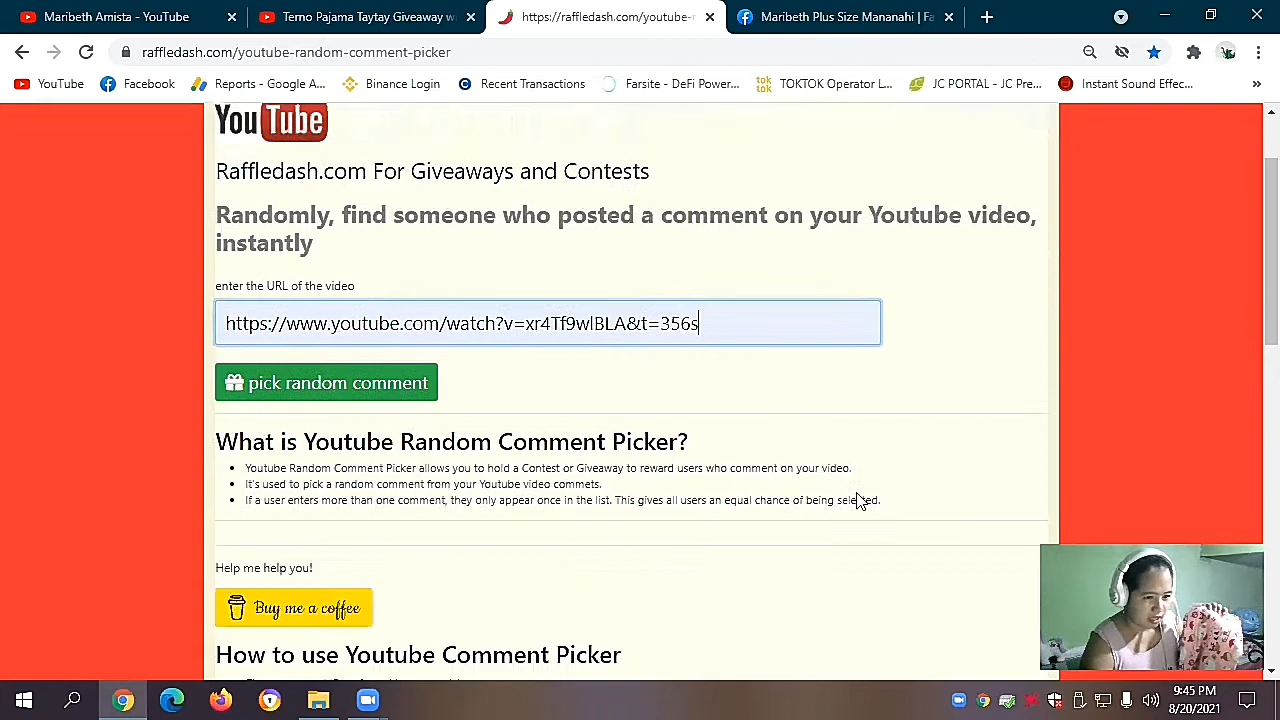 Maribeth Amista - YouTube
Terno Pajama Taytay Giveaway w
https://raffledash.com/youtube-r
Maribeth Plus Size Mananahi | Fa
raffledash.com/youtube-random-comment-picker
YouTube
Facebook
Reports - Google A...
Binance Login
Recent Transactions
Farsite - DeFi Power...
tok tok
TOKTOK Operator L...
JC PORTAL - JC Pre...
Instant Sound Effec...
»
YouTube
Raffledash.com For Giveaways and Contests
Randomly, find someone who posted a comment on your Youtube video,
instantly
enter the URL of the video
https://www.youtube.com/watch?v=xr4Tf9wlBLA&t=356s
pick random comment
What is Youtube Random Comment Picker?
Youtube Random Comment Picker allows you to hold a Contest or Giveaway to reward users who comment on your video.
It's used to pick a random comment from your Youtube video commets.
If a user enters more than one comment, they only appear once in the list. This gives all users an equal chance of being selected.
Help me help you!
Buy me a coffee
How to use Youtube Comment Picker
9:45 PM
8/20/2021